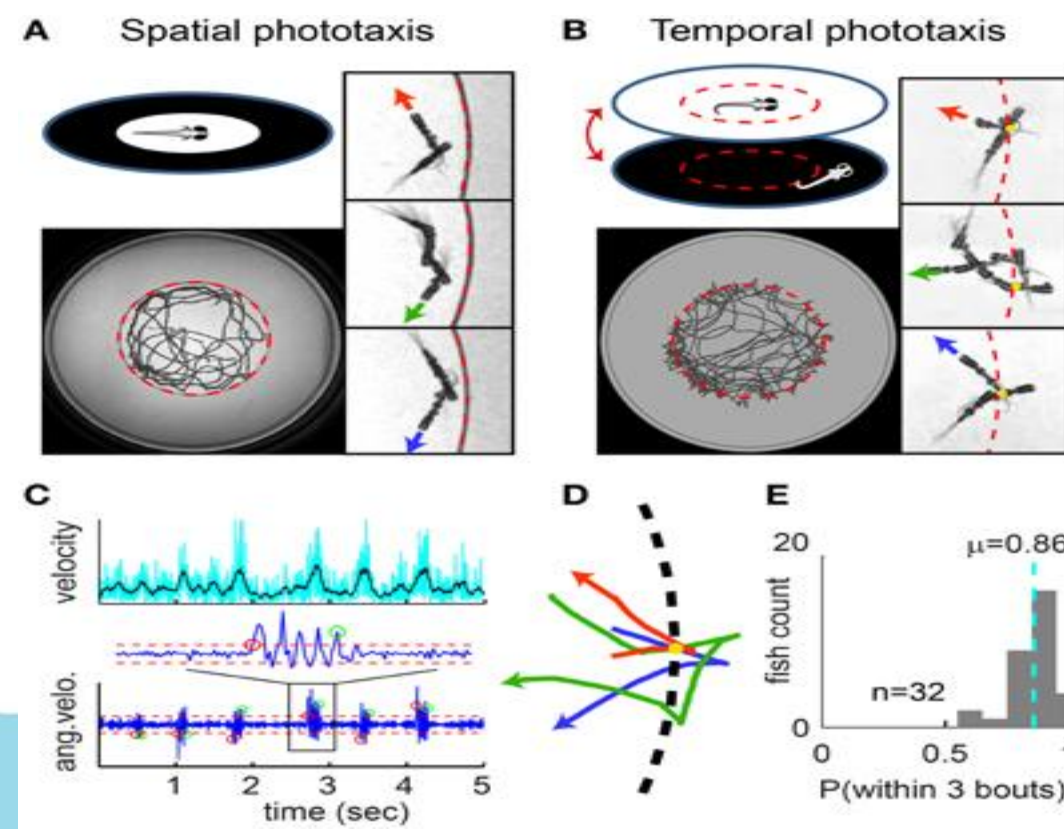 A Spatial phototaxis
B Temporal phototaxis
C
velocity
ang.velo.
1 2 3 4 5
time (sec)
D
E
20
μ=0.86
fish count
n=32
0
0 0.5
P(within 3 bouts)